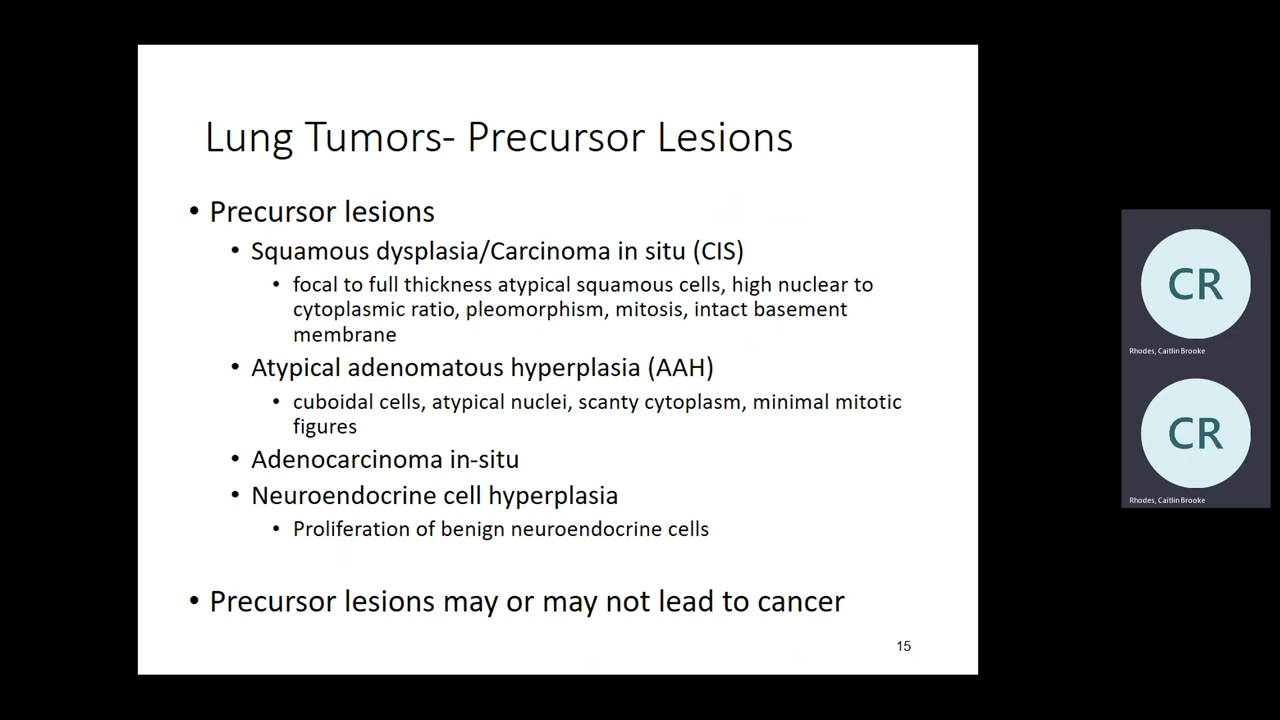 Lung Tumors- Precursor Lesions
• Precursor lesions
• Squamous dysplasia/Carcinoma in situ (CIS)
• focal to full thickness atypical squamous cells, high nuclear to
cytoplasmic ratio, pleomorphism, mitosis, intact basement
membrane
• Atypical adenomatous hyperplasia (AAH)
• cuboidal cells, atypical nuclei, scanty cytoplasm, minimal mitotic
figures
• Adenocarcinoma in-situ
• Neuroendocrine cell hyperplasia
• Proliferation of benign neuroendocrine cells
• Precursor lesions may or may not lead to cancer
15
CR
Rhodes, Caitlin Brooke
CR
Rhodes, Caitlin Brooke